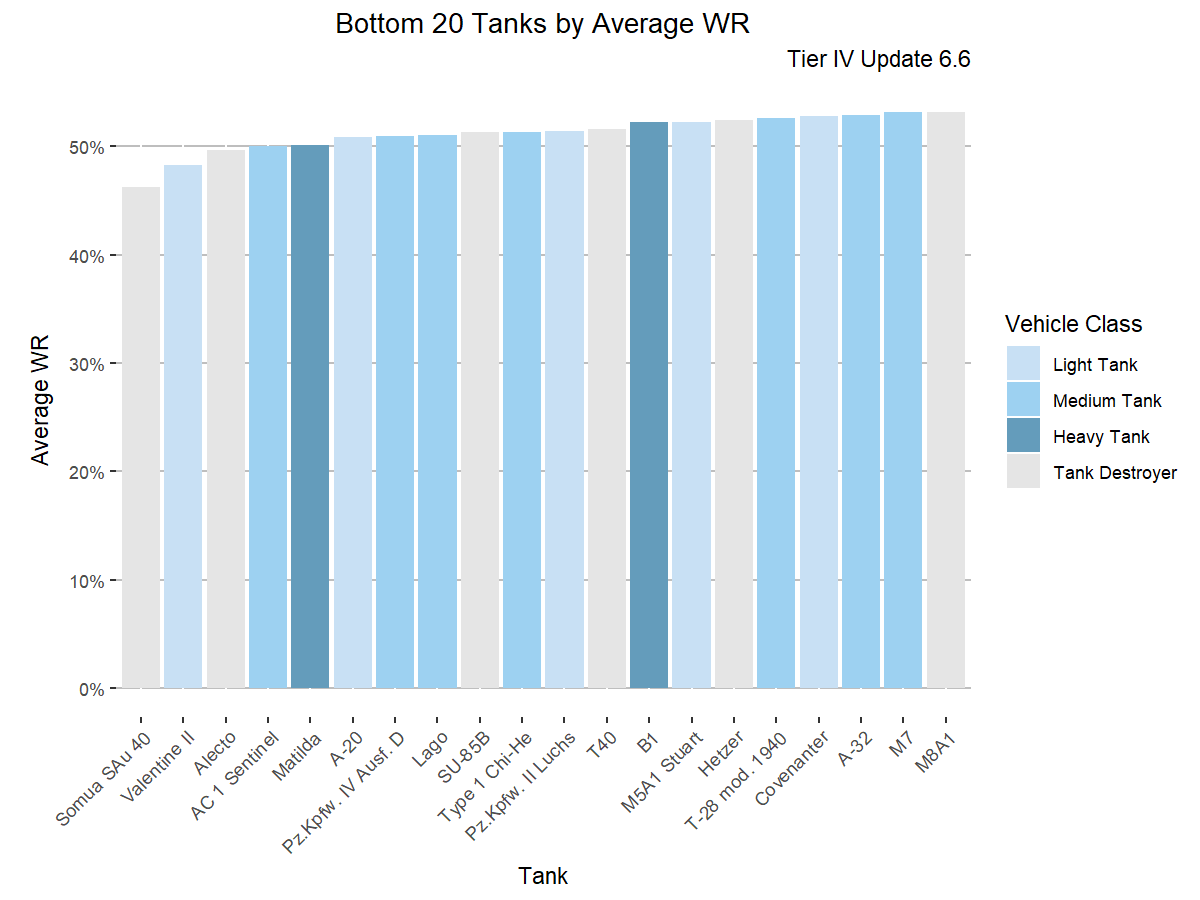 Bottom 20 Tanks by Average WR
Tier IV Update 6.6
Average WR
50%
40%
30%
20%
10%
0%
Somua SAu 40
Valentine II
Alecto
AC 1 Sentinel
Matilda
A-20
Pz.Kpfw. IV Ausf. D
Lago
SU-85B
Type 1 Chi-He
Pz.Kpfw. II Luchs
T40
B1
M5A1 Stuart
Hetzer
T-28 mod. 1940
Covenanter
A-32
M7
M8A1
Tank
Vehicle Class
Light Tank
Medium Tank
Heavy Tank
Tank Destroyer